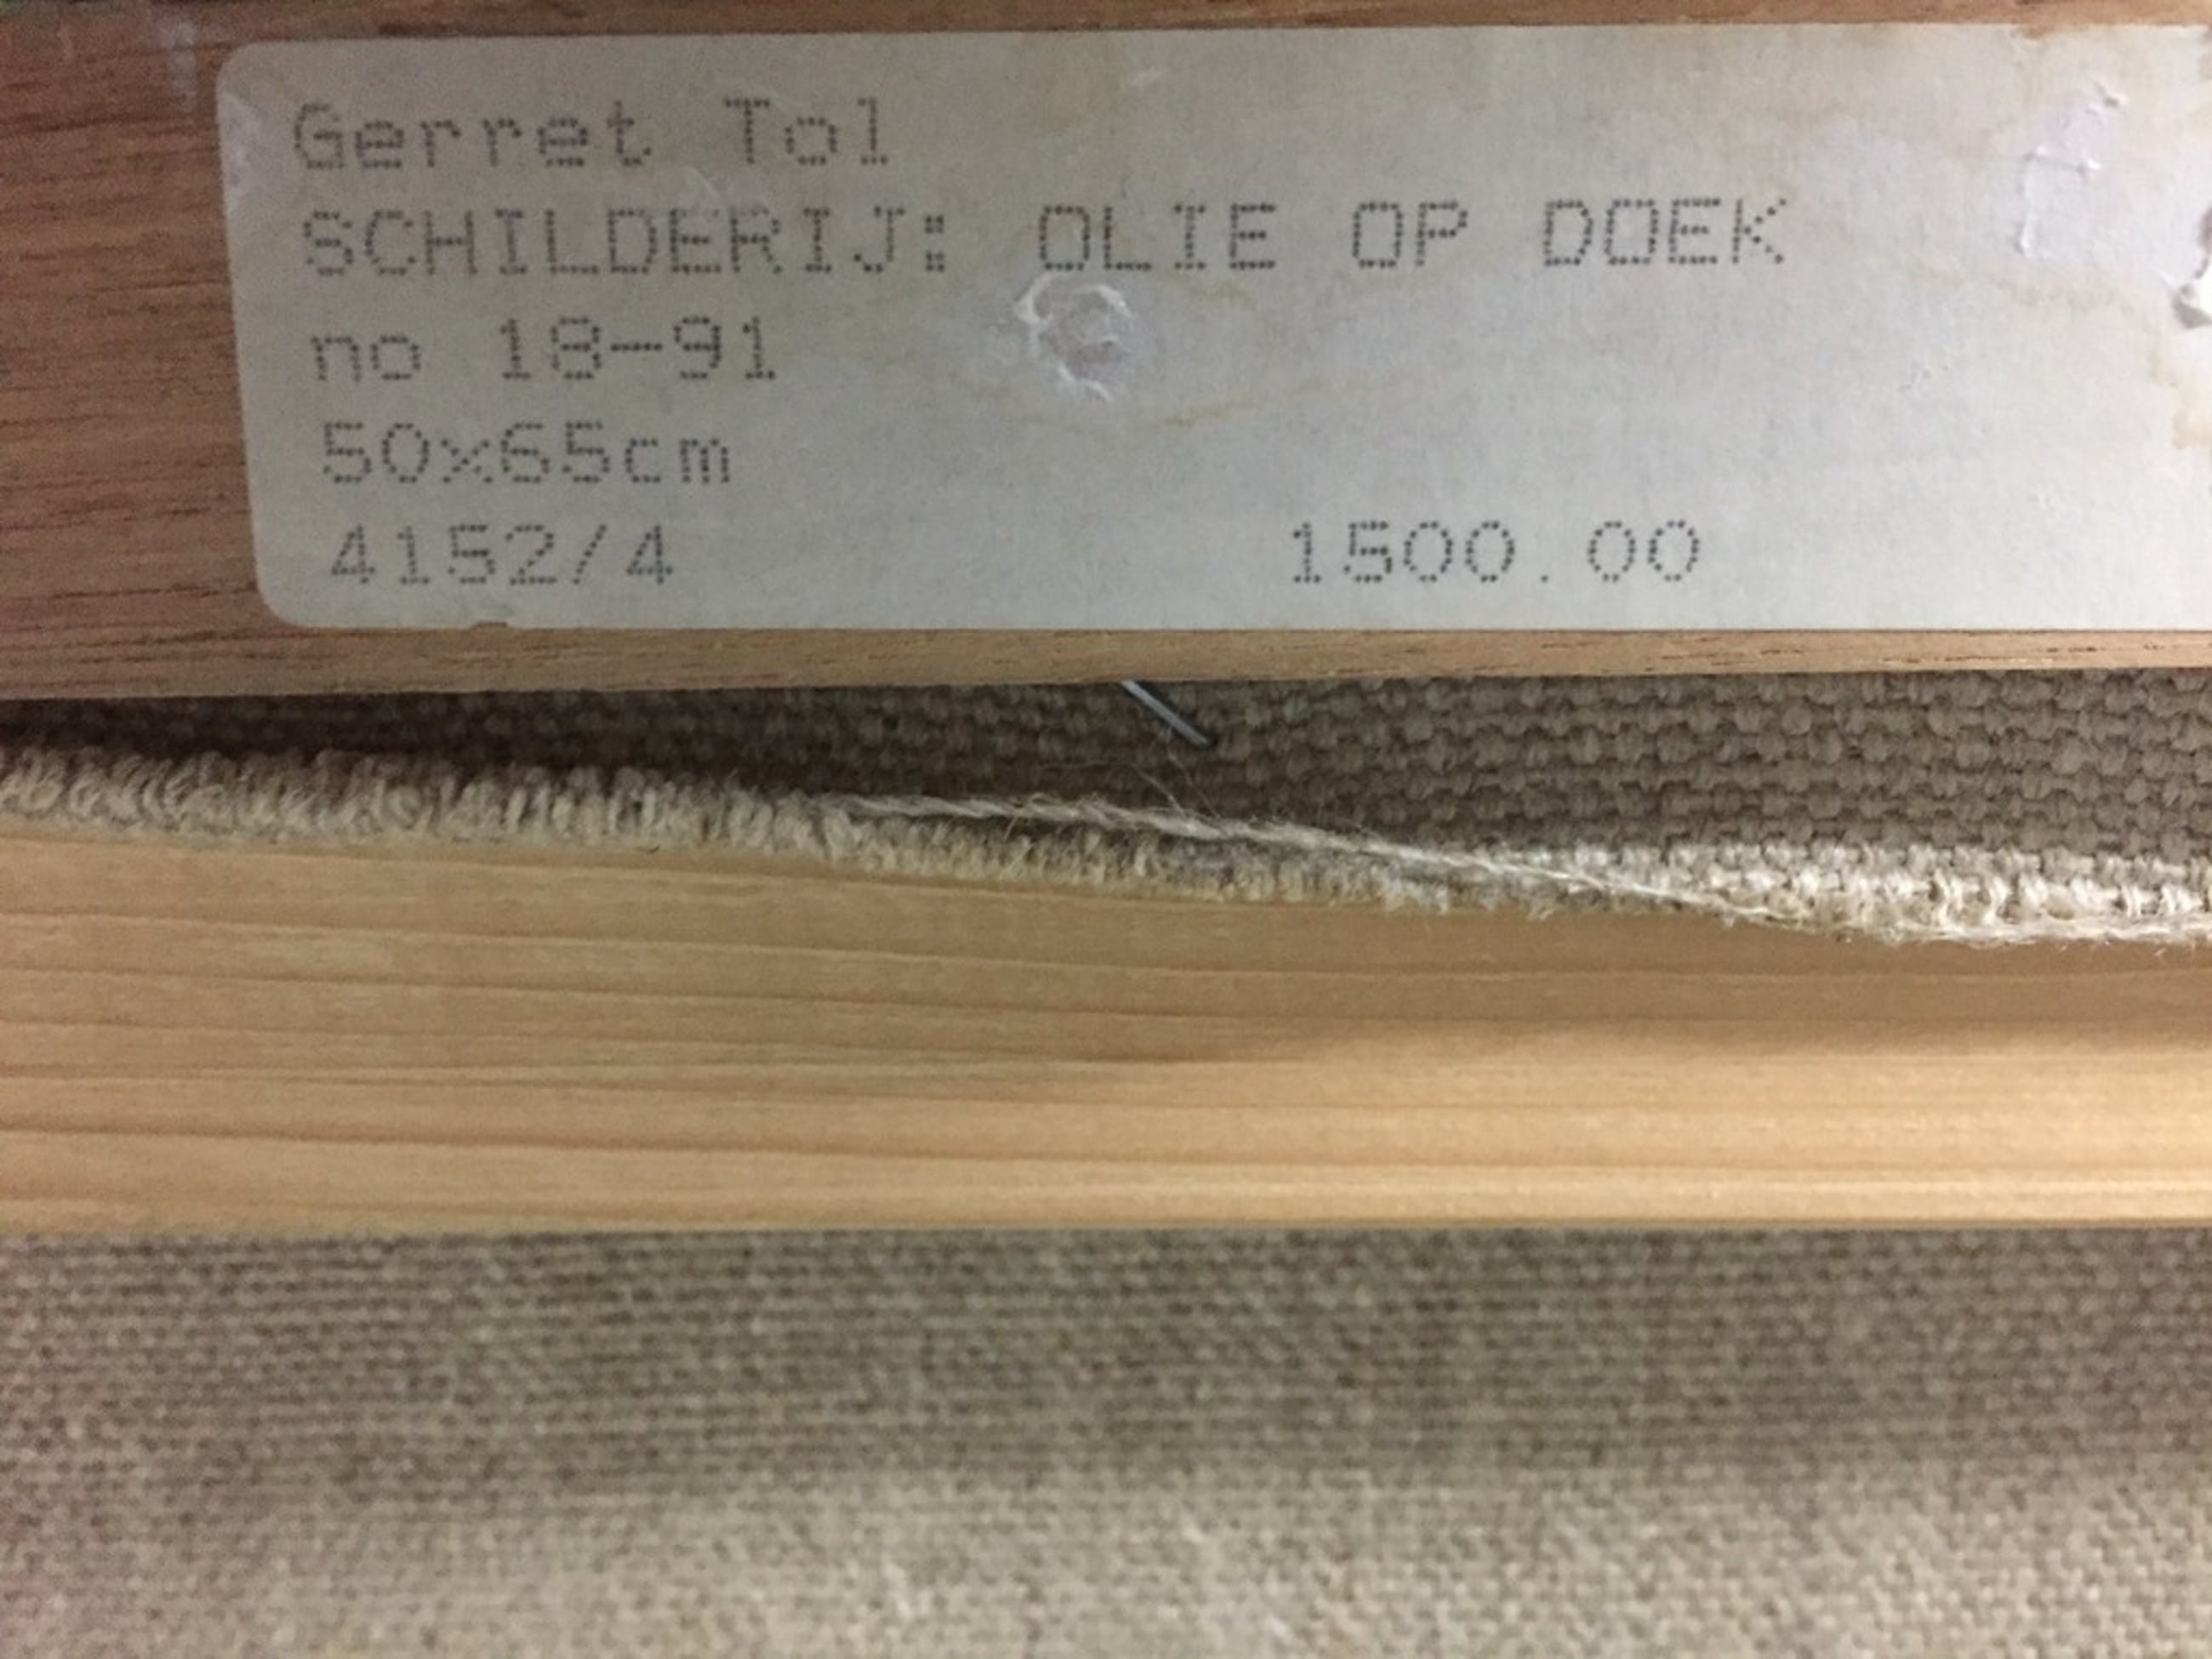 Gerret Tol
SCHILDERIJ: OLIE OP DOEK
no 18-91
50x65cm
4152/4 1500.00